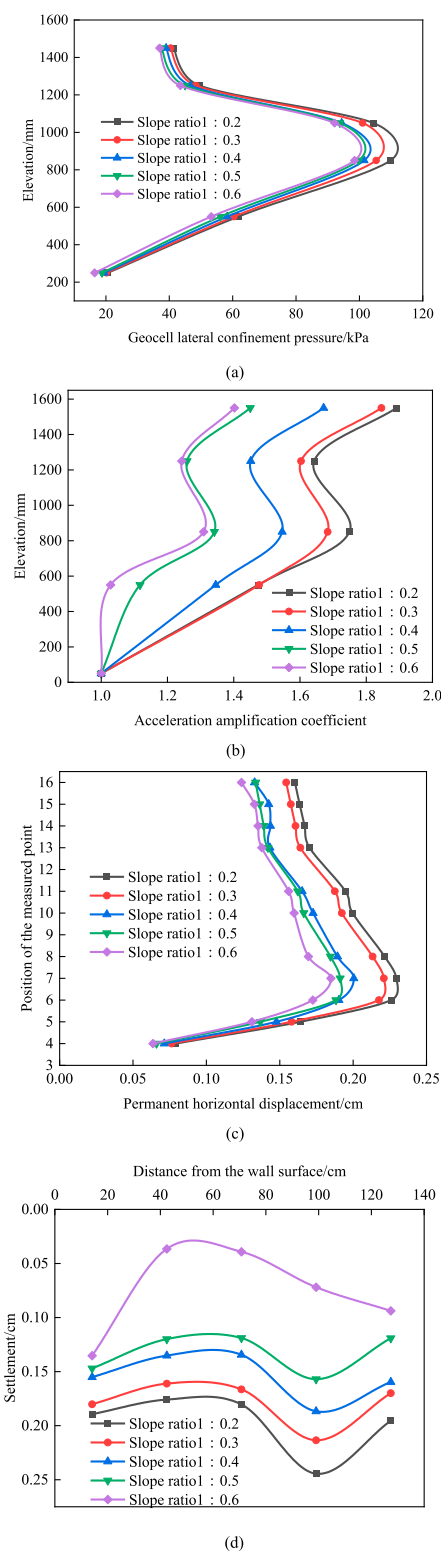 1600
1400
1200
1000
800
600
400
200
Elevation/mm
Slope ratio1：0.2
Slope ratio1：0.3
Slope ratio1：0.4
Slope ratio1：0.5
Slope ratio1：0.6
20 40 60 80 100 120
Geocell lateral confinement pressure/kPa
(a)
1600
1400
1200
1000
800
600
400
200
0
Elevation/mm
Slope ratio1：0.2
Slope ratio1：0.3
Slope ratio1：0.4
Slope ratio1：0.5
Slope ratio1：0.6
1.0 1.2 1.4 1.6 1.8 2.0
Acceleration amplification coefficient
(b)
16
15
14
13
12
11
10
9
8
7
6
5
4
3
Position of the measured point
Slope ratio1：0.2
Slope ratio1：0.3
Slope ratio1：0.4
Slope ratio1：0.5
Slope ratio1：0.6
0.00 0.05 0.10 0.15 0.20 0.25
Permanent horizontal displacement/cm
(c)
Distance from the wall surface/cm
0 20 40 60 80 100 120 140
0.00
0.05
0.10
0.15
0.20
0.25
Settlement/cm
Slope ratio1：0.2
Slope ratio1：0.3
Slope ratio1：0.4
Slope ratio1：0.5
Slope ratio1：0.6
(d)